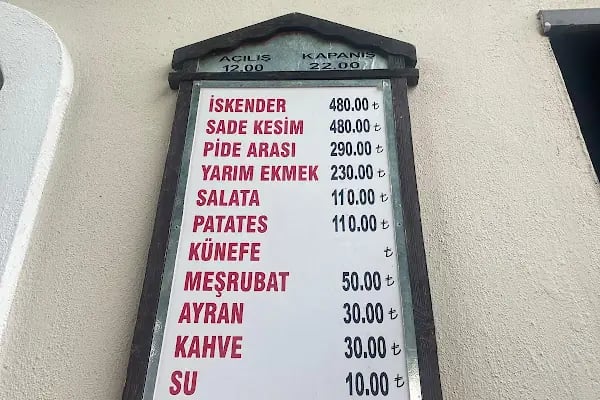 AÇILIŞ KAPANIŞ
12.00 22.00
İSKENDER 480.00 ₺
SADE KESİM 480.00 ₺
PİDE ARASI 290.00 ₺
YARIM EKMEK 230.00 ₺
SALATA 110.00 ₺
PATATES 110.00 ₺
KÜNEFE ₺
MEŞRUBAT 50.00 ₺
AYRAN 30.00 ₺
KAHVE 30.00 ₺
SU 10.00 ₺